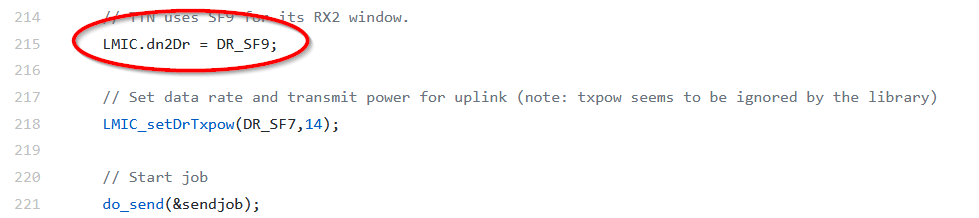 214 // TTN uses SF9 for its RX2 window.
215 LMIC.dn2Dr = DR_SF9;
216
217 // Set data rate and transmit power for uplink (note: txpow seems to be ignored by the library)
218 LMIC_setDrTxpow(DR_SF7,14);
219
220 // Start job
221 do_send(&sendjob);